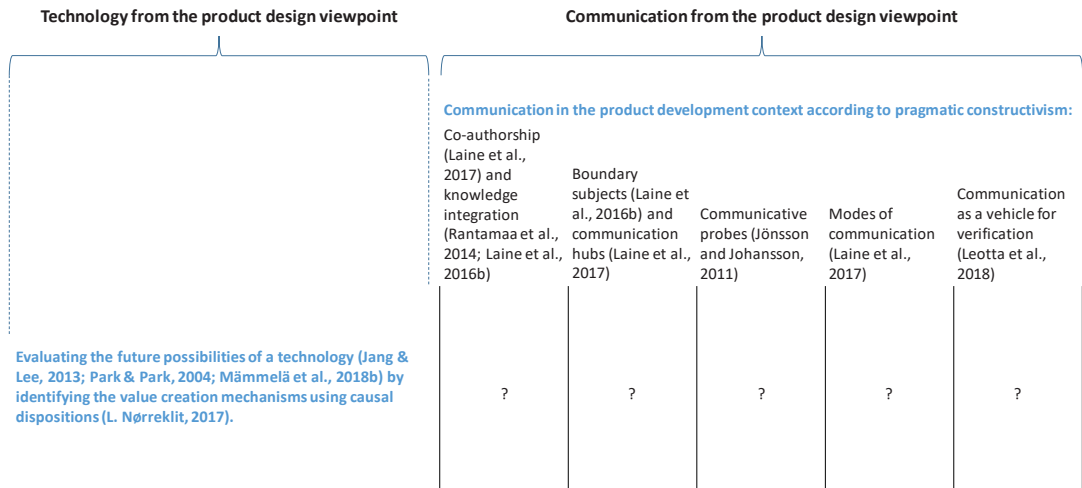 Technology from the product design viewpoint
Communication from the product design viewpoint
Communication in the product development context according to pragmatic constructivism:
Co-authorship
(Laine et al.,
2017) and
knowledge
integration
(Rantamaa et al.,
2014; Laine et al.,
2016b)
Boundary
subjects (Laine et
al., 2016b) and
communication
hubs (Laine et al.,
2017)
Communicative
probes (Jönsson
and Johansson,
2011)
Modes of
communication
(Laine et al.,
2017)
Communication
as a vehicle for
verification
(Leotta et al.,
2018)
Evaluating the future possibilities of a technology (Jang &
Lee, 2013; Park & Park, 2004; Mämmelä et al., 2018b) by
identifying the value creation mechanisms using causal
dispositions (L. Nørreklit, 2017).
?
?
?
?
?